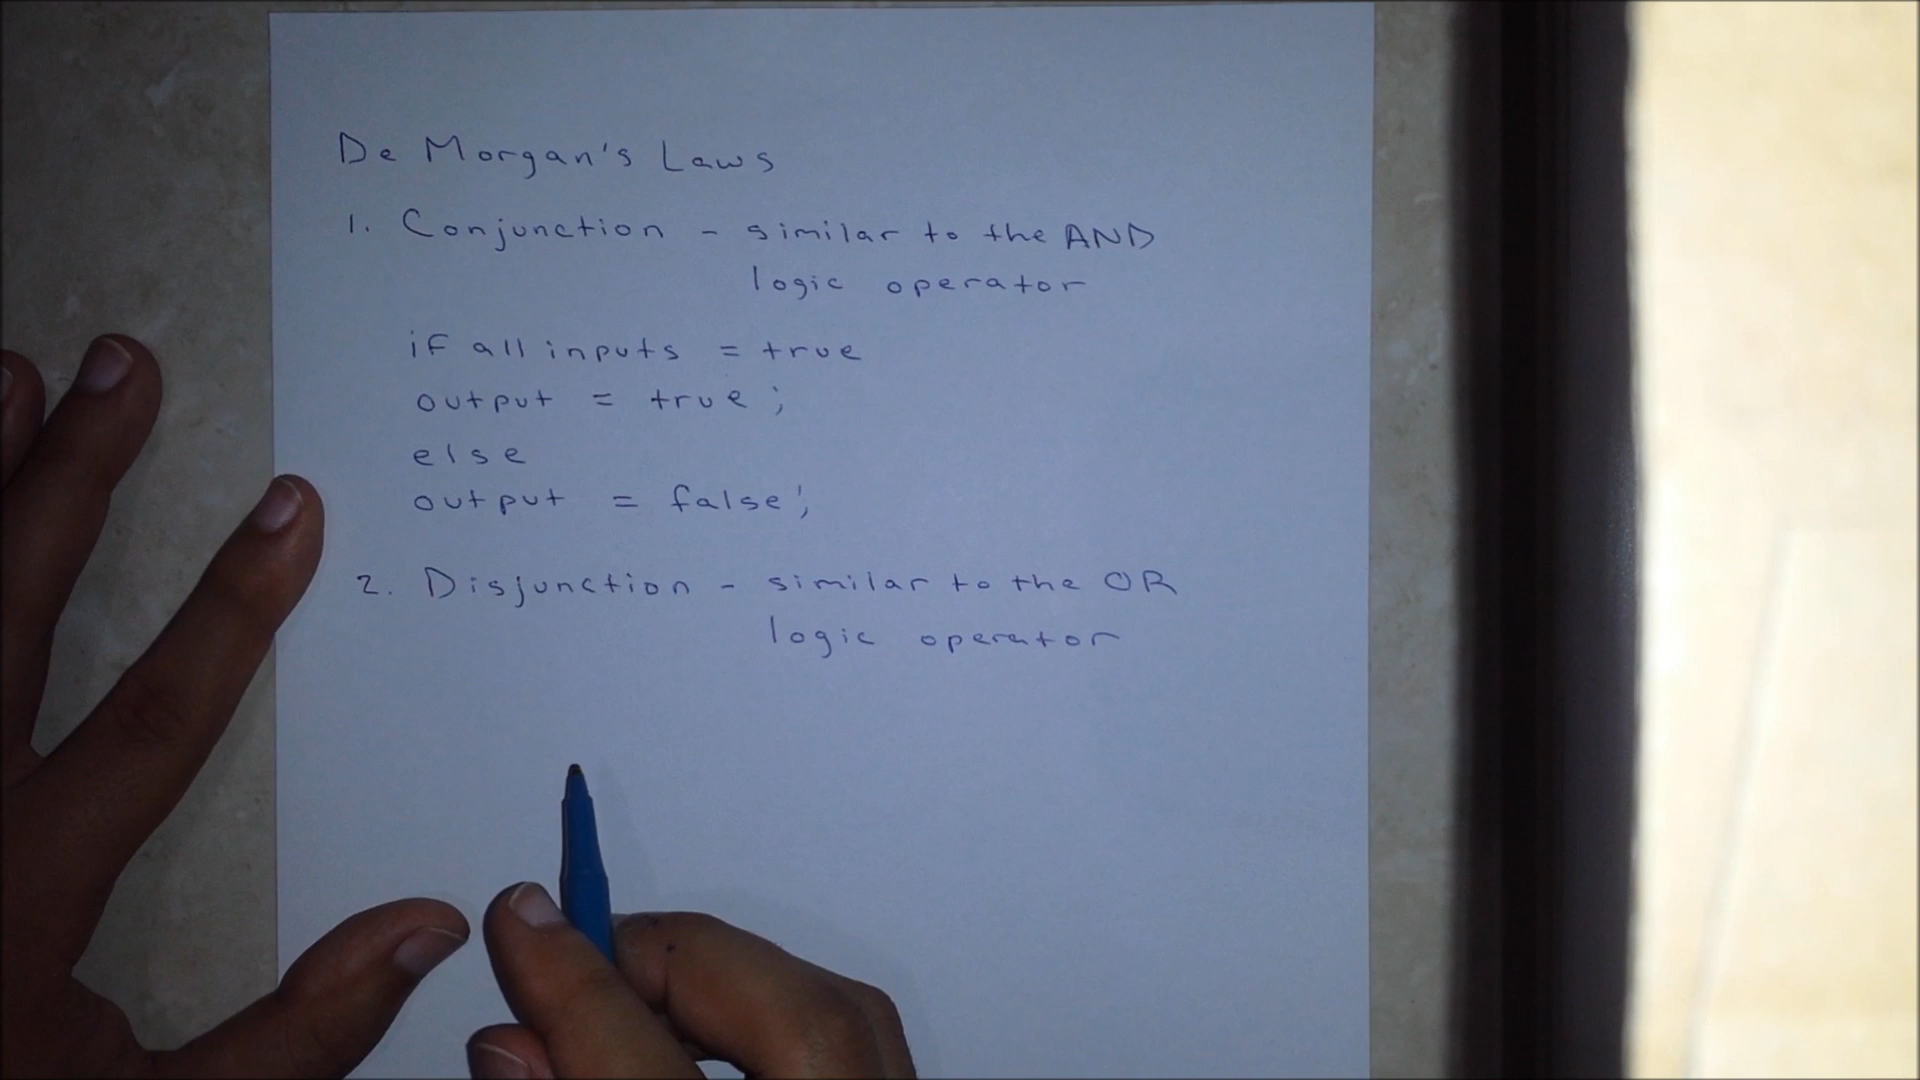 De Morgan's Laws
1. Conjunction - similar to the AND
logic operator
if all inputs = true
output = true;
else
output = false;
2. Disjunction - similar to the OR
logic operator